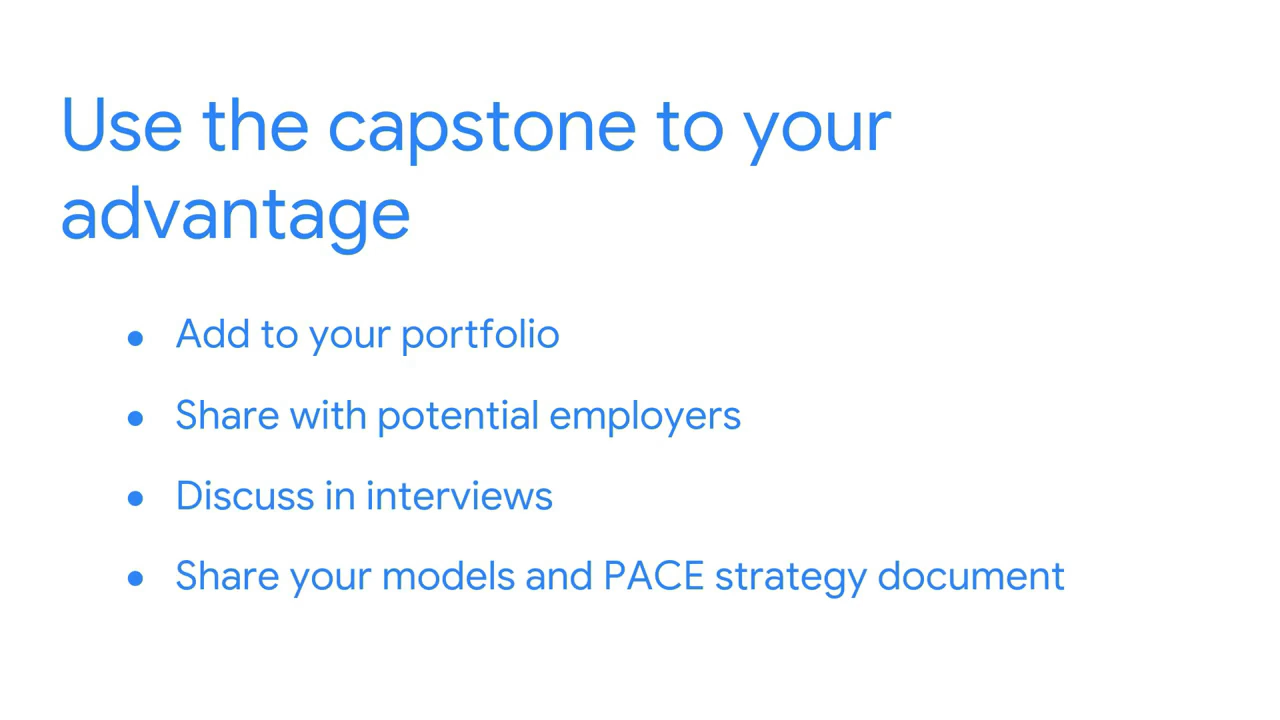 Use the capstone to your
advantage
● Add to your portfolio
● Share with potential employers
● Discuss in interviews
● Share your models and PACE strategy document